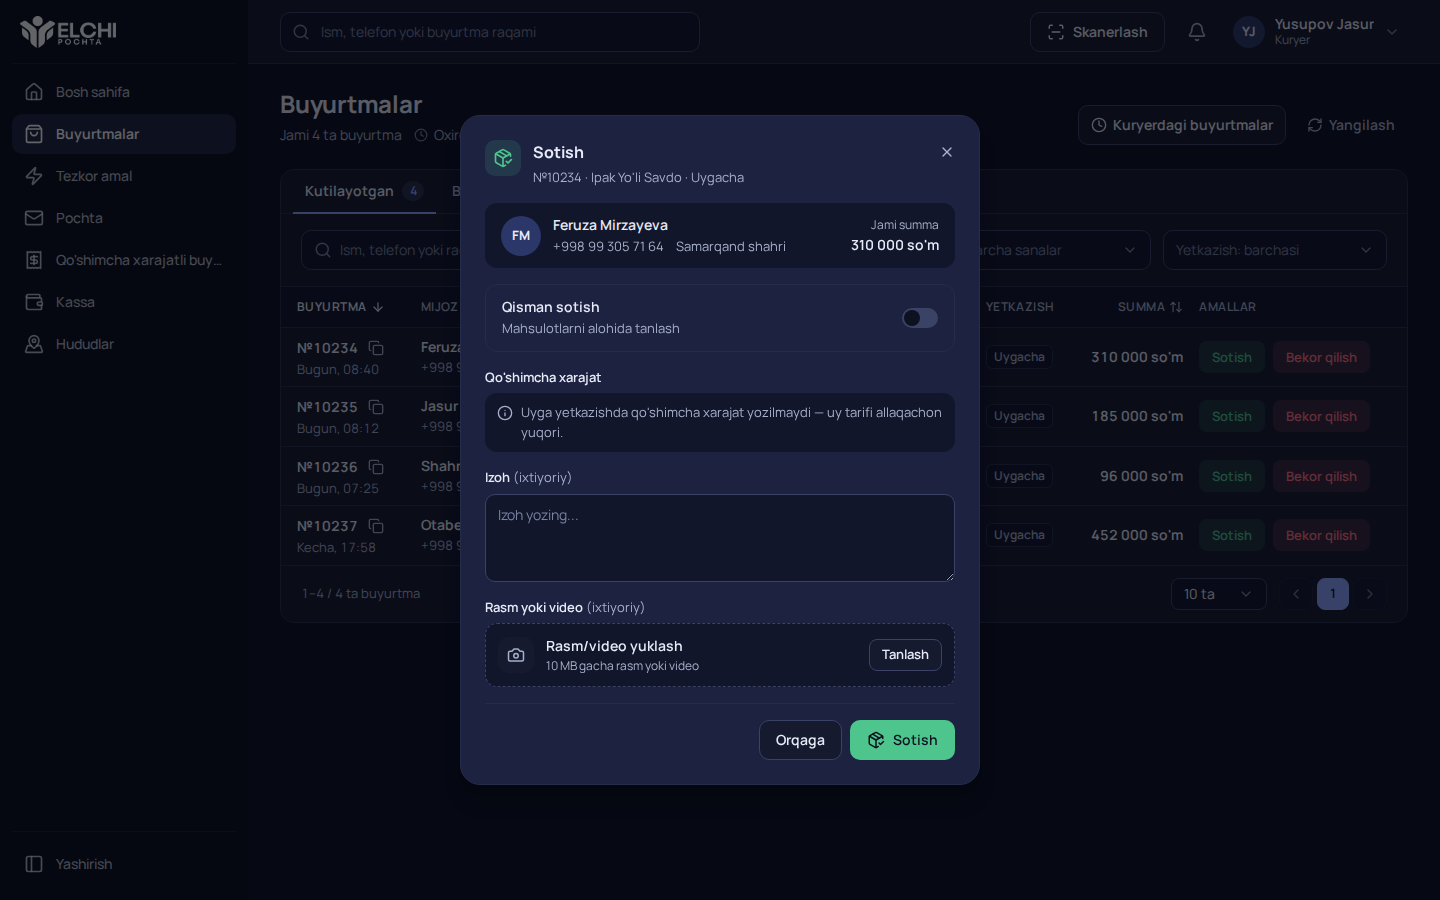 ELCHI
POCHTA
Ism, telefon yoki buyurtma raqami
Skanerlash
YJ
Yusupov Jasur
Kuryer
Bosh sahifa
Buyurtmalar
Tezkor amal
Pochta
Qo'shimcha xarajatli buy...
Kassa
Hududlar
Yashirish
Buyurtmalar
Jami 4 ta buyurtma
Kuryerdagi buyurtmalar
Yangilash
Kutilayotgan 4
Ism, telefon yoki
sanalar
Yetkazish: barchasi
BUYURTMA
MIJOZ
YETKAZISH
SUMMA
AMALLAR
№10234
Bugun, 08:40
Uygacha
310 000 so'm
Sotish
Bekor qilish
№10235
Bugun, 08:12
Jasur
Uygacha
185 000 so'm
Sotish
Bekor qilish
№10236
Bugun, 07:25
Uygacha
96 000 so'm
Sotish
Bekor qilish
№10237
Kecha, 17:58
Uygacha
452 000 so'm
Sotish
Bekor qilish
1–4 / 4 ta buyurtma
10 ta
1
Sotish
№10234 · Ipak Yo'li Savdo · Uygacha
FM
Feruza Mirzayeva
+998 99 305 71 64 Samarqand shahri
Jami summa
310 000 so'm
Qisman sotish
Mahsulotlarni alohida tanlash
Qo'shimcha xarajat
Uyga yetkazishda qo'shimcha xarajat yozilmaydi — uy tarifi allaqachon
yuqori.
Izoh (ixtiyoriy)
Izoh yozing...
Rasm yoki video (ixtiyoriy)
Rasm/video yuklash
10 MB gacha rasm yoki video
Tanlash
Orqaga
Sotish